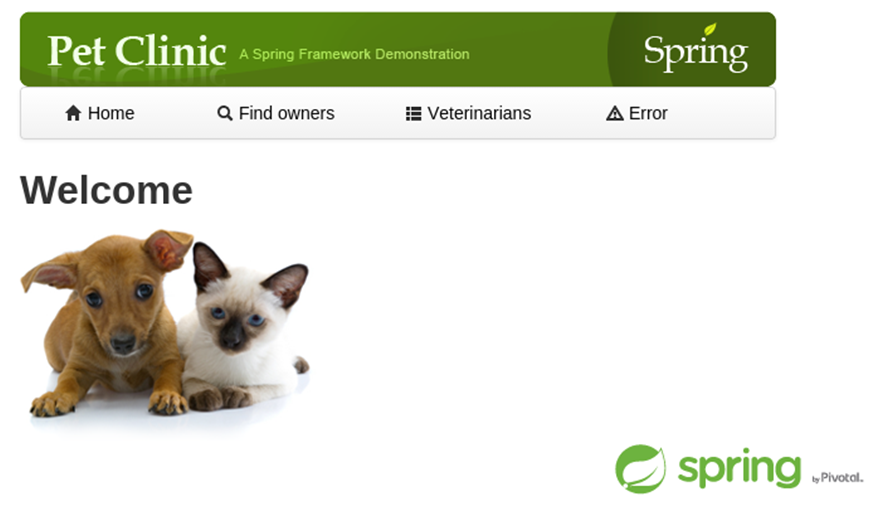 Pet Clinic A Spring Framework Demonstration Spring
Home Find owners Veterinarians Error
Welcome
spring by Pivotal.